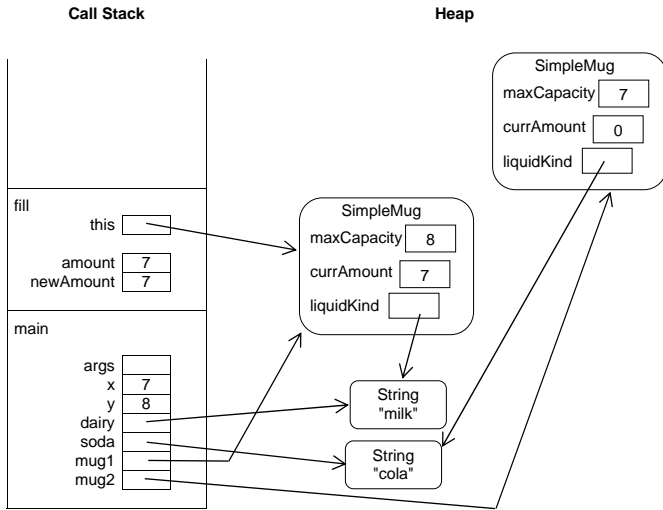 Call Stack
Heap
SimpleMug
maxCapacity 7
currAmount 0
liquidKind
fill
this
amount 7
newAmount 7
SimpleMug
maxCapacity 8
currAmount 7
liquidKind
main
args
x 7
y 8
dairy
soda
mug1
mug2
String
"milk"
String
"cola"